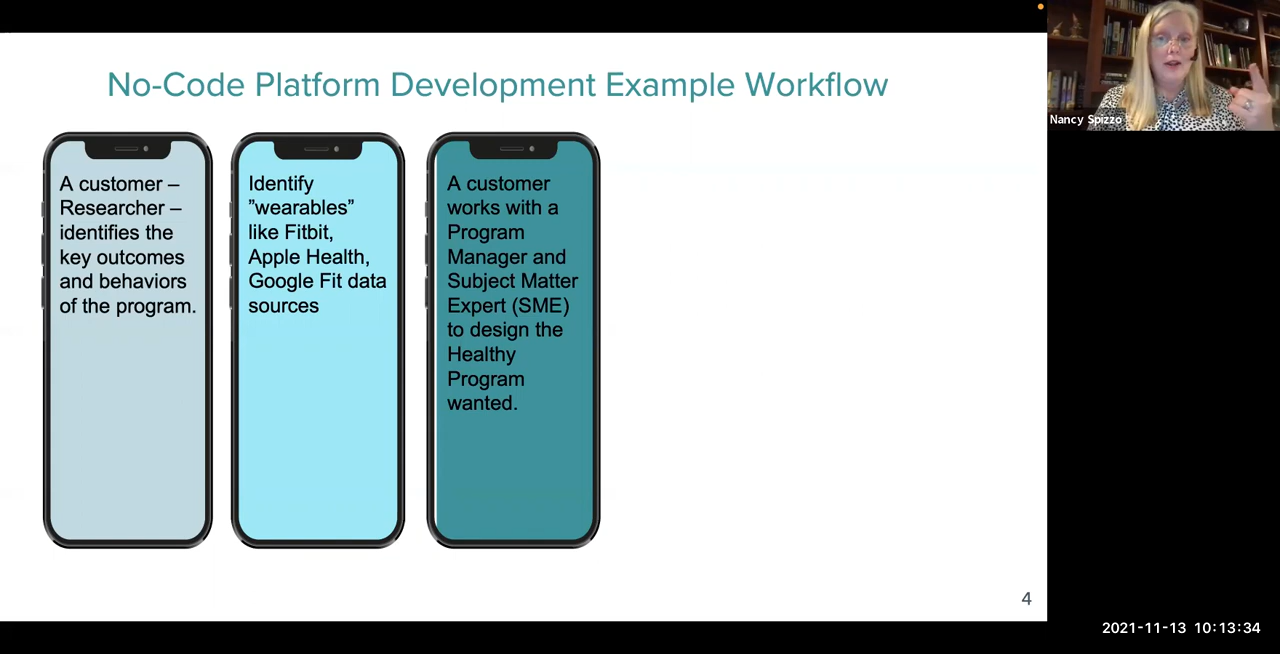 No-Code Platform Development Example Workflow
A customer –
Researcher –
identifies the
key outcomes
and behaviors
of the program.
Identify
”wearables”
like Fitbit,
Apple Health,
Google Fit data
sources
A customer
works with a
Program
Manager and
Subject Matter
Expert (SME)
to design the
Healthy
Program
wanted.
4
Nancy Spizzo
2021-11-13 10:13:34